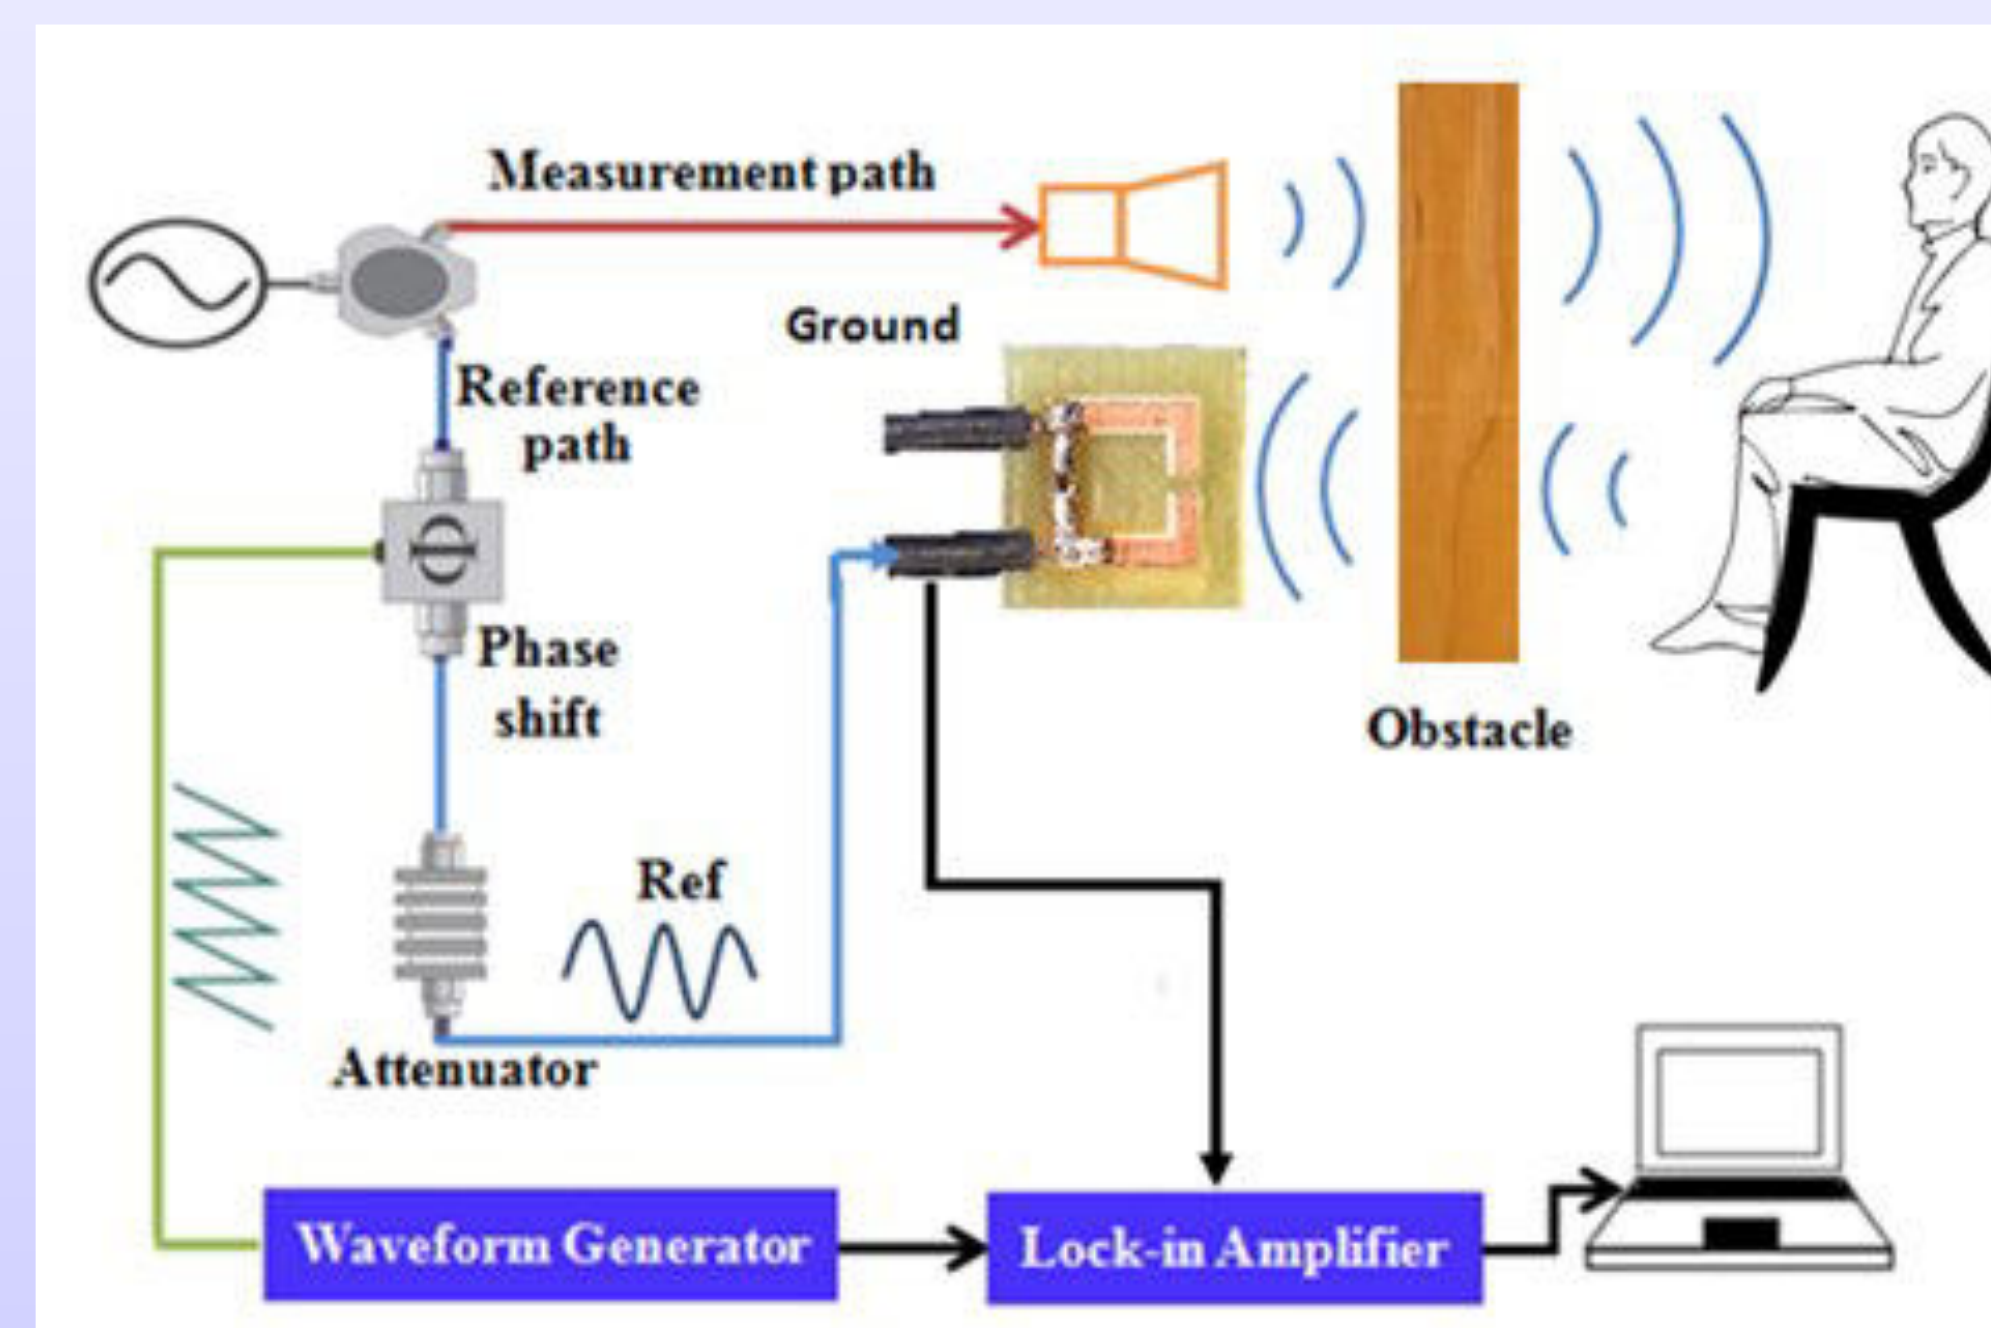 Measurement path
Ground
Reference
path
Phase
shift
Ref
Obstacle
Attenuator
Waveform Generator
Lock-in Amplifier